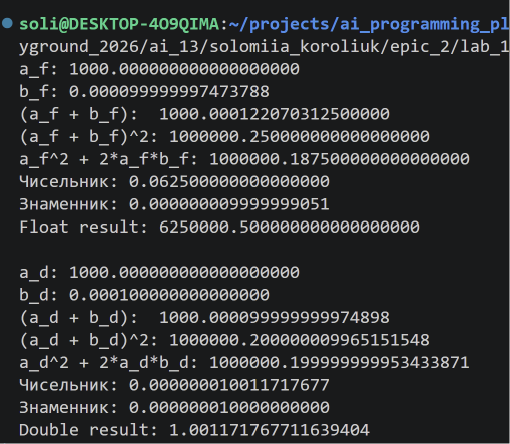 soli@DESKTOP-4O9QIMA:~/projects/ai_programming_pl
yground_2026/ai_13/solomiia_koroliuk/epic_2/lab_1
a_f: 1000.000000000000000000
b_f: 0.000099999997473788
(a_f + b_f):  1000.000122070312500000
(a_f + b_f)^2: 1000000.250000000000000000
a_f^2 + 2*a_f*b_f: 1000000.187500000000000000
Чисельник: 0.062500000000000000
Знаменник: 0.000000009999999051
Float result: 6250000.500000000000000000

a_d: 1000.000000000000000000
b_d: 0.000100000000000000
(a_d + b_d):  1000.000099999999974898
(a_d + b_d)^2: 1000000.200000009965151548
a_d^2 + 2*a_d*b_d: 1000000.199999999953433871
Чисельник: 0.000000010011717677
Знаменник: 0.000000010000000000
Double result: 1.001171767711639404